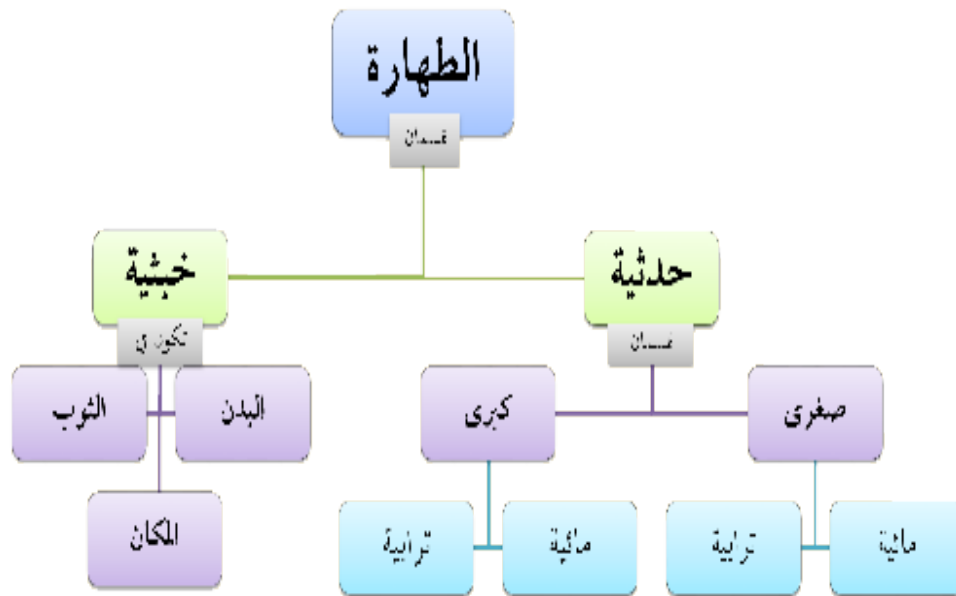 الطهارة
قسمان
حدثية
خبثية
قسمان
تكون في
صغرى
كبرى
البدن
الثوب
مائية
ترابية
مائية
ترابية
المكان